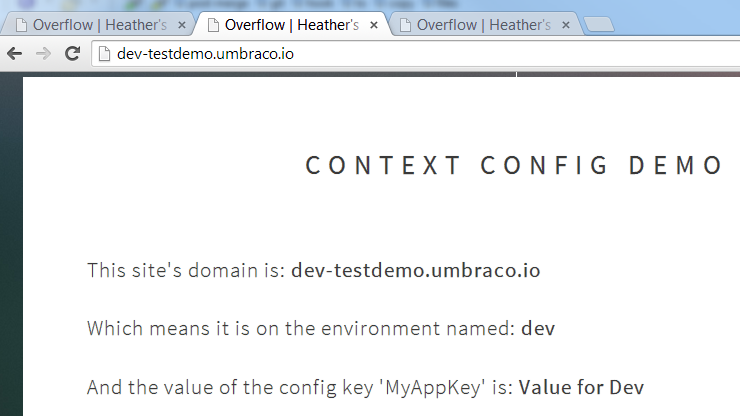 Overflow | Heather's
Overflow | Heather's
Overflow | Heather's
dev-testdemo.umbraco.io
CONTEXT CONFIG DEMO
This site's domain is: dev-testdemo.umbraco.io
Which means it is on the environment named: dev
And the value of the config key 'MyAppKey' is: Value for Dev